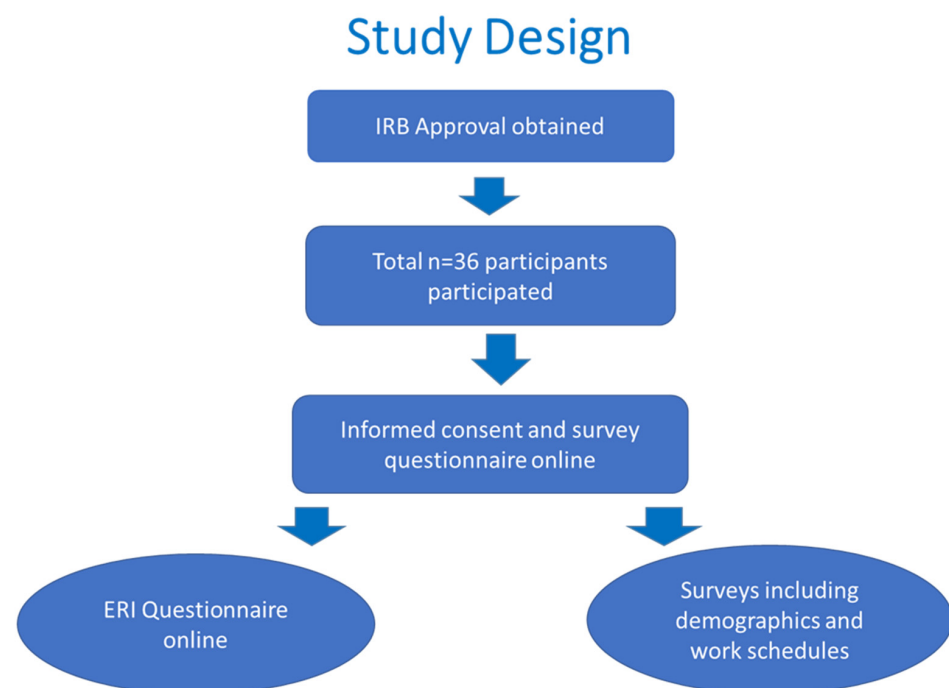 Study Design
IRB Approval obtained
Total n=36 participants
participated
Informed consent and survey
questionnaire online
ERI Questionnaire
online
Surveys including
demographics and
work schedules